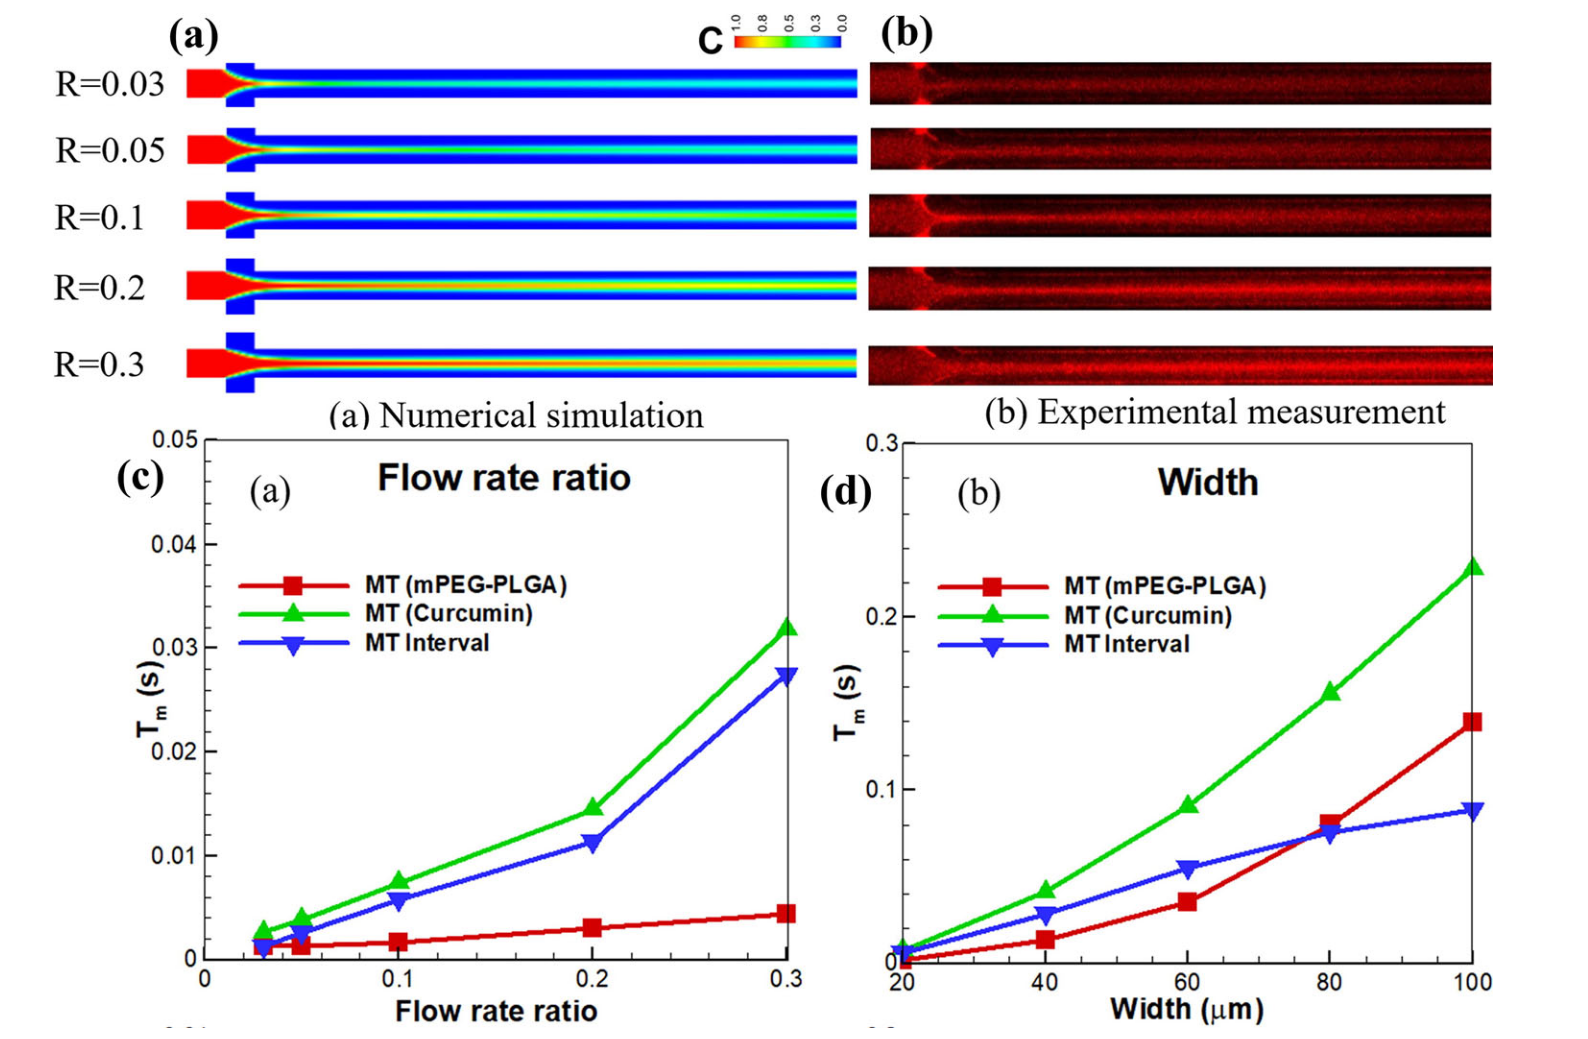 (a)
C
1.0
0.8
0.5
0.3
0.0
(b)
R=0.03
R=0.05
R=0.1
R=0.2
R=0.3
(a) Numerical simulation
(b) Experimental measurement
(c)
(a)
Flow rate ratio
MT (mPEG-PLGA)
MT (Curcumin)
MT Interval
0.05
0.04
0.03
0.02
0.01
0
Tm (s)
0
0.1
0.2
0.3
Flow rate ratio
(d)
(b)
Width
MT (mPEG-PLGA)
MT (Curcumin)
MT Interval
0.3
0.2
0.1
0
Tm (s)
20
40
60
80
100
Width (μm)